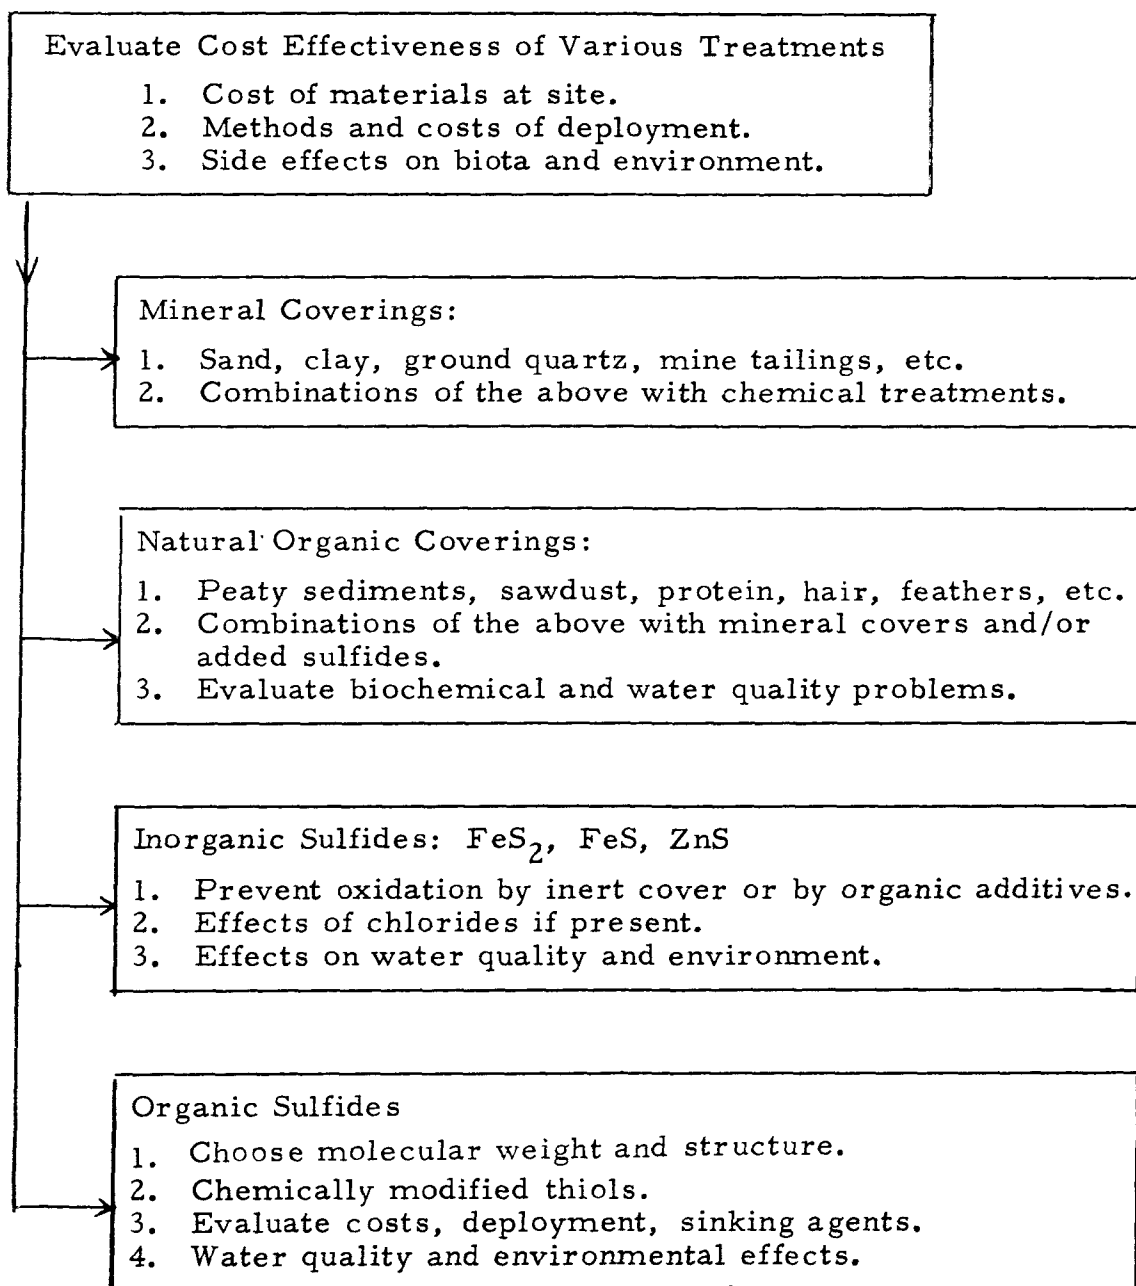 Evaluate Cost Effectiveness of Various Treatments
1. Cost of materials at site.
2. Methods and costs of deployment.
3. Side effects on biota and environment.
Mineral Coverings:
1. Sand, clay, ground quartz, mine tailings, etc.
2. Combinations of the above with chemical treatments.
Natural Organic Coverings:
1. Peaty sediments, sawdust, protein, hair, feathers, etc.
2. Combinations of the above with mineral covers and/or
added sulfides.
3. Evaluate biochemical and water quality problems.
Inorganic Sulfides: FeS₂, FeS, ZnS
1. Prevent oxidation by inert cover or by organic additives.
2. Effects of chlorides if present.
3. Effects on water quality and environment.
Organic Sulfides
1. Choose molecular weight and structure.
2. Chemically modified thiols.
3. Evaluate costs, deployment, sinking agents.
4. Water quality and environmental effects.